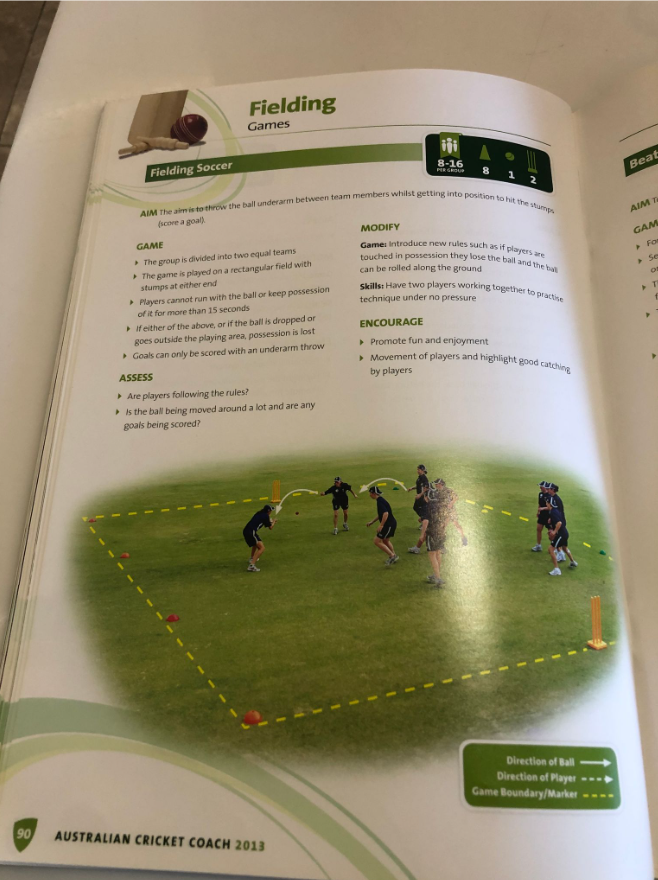 Fielding
Games
Fielding Soccer
8-16
PER GROUP
8
1
2
AIM The aim is to throw the ball underarm between team members whilst getting into position to hit the stumps
(score a goal).
GAME
The group is divided into two equal teams
The game is played on a rectangular field with
stumps at either end
Players cannot run with the ball or keep possession
of it for more than 15 seconds
If either of the above, or if the ball is dropped or
goes outside the playing area, possession is lost
Goals can only be scored with an underarm throw
ASSESS
Are players following the rules?
Is the ball being moved around a lot and are any
goals being scored?
MODIFY
Game: Introduce new rules such as if players are
touched in possession they lose the ball and the ball
can be rolled along the ground
Skills: Have two players working together to practise
technique under no pressure
ENCOURAGE
Promote fun and enjoyment
Movement of players and highlight good catching
by players
Direction of Ball
Direction of Player
Game Boundary/Marker
90
AUSTRALIAN CRICKET COACH 2013
Beat
AIM
GAM
Fo
Se